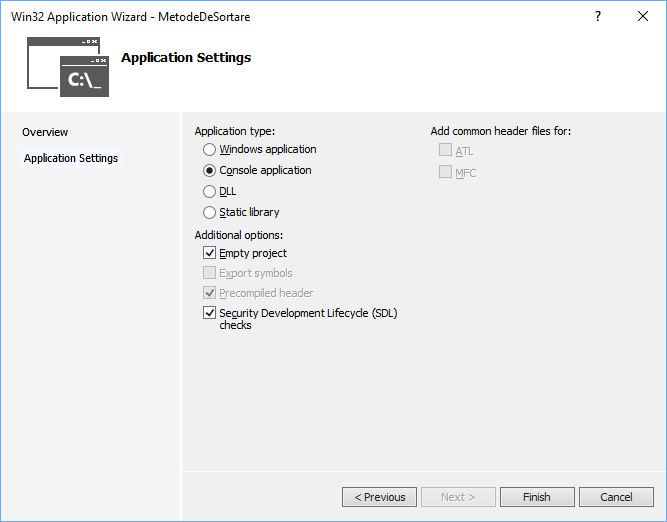 Win32 Application Wizard - MetodeDeSortare
?
Application Settings
C:\_
Overview
Application Settings
Application type:
Windows application
Console application
DLL
Static library
Additional options:
Empty project
Export symbols
Precompiled header
Security Development Lifecycle (SDL)
checks
Add common header files for:
ATL
MFC
< Previous
Next >
Finish
Cancel